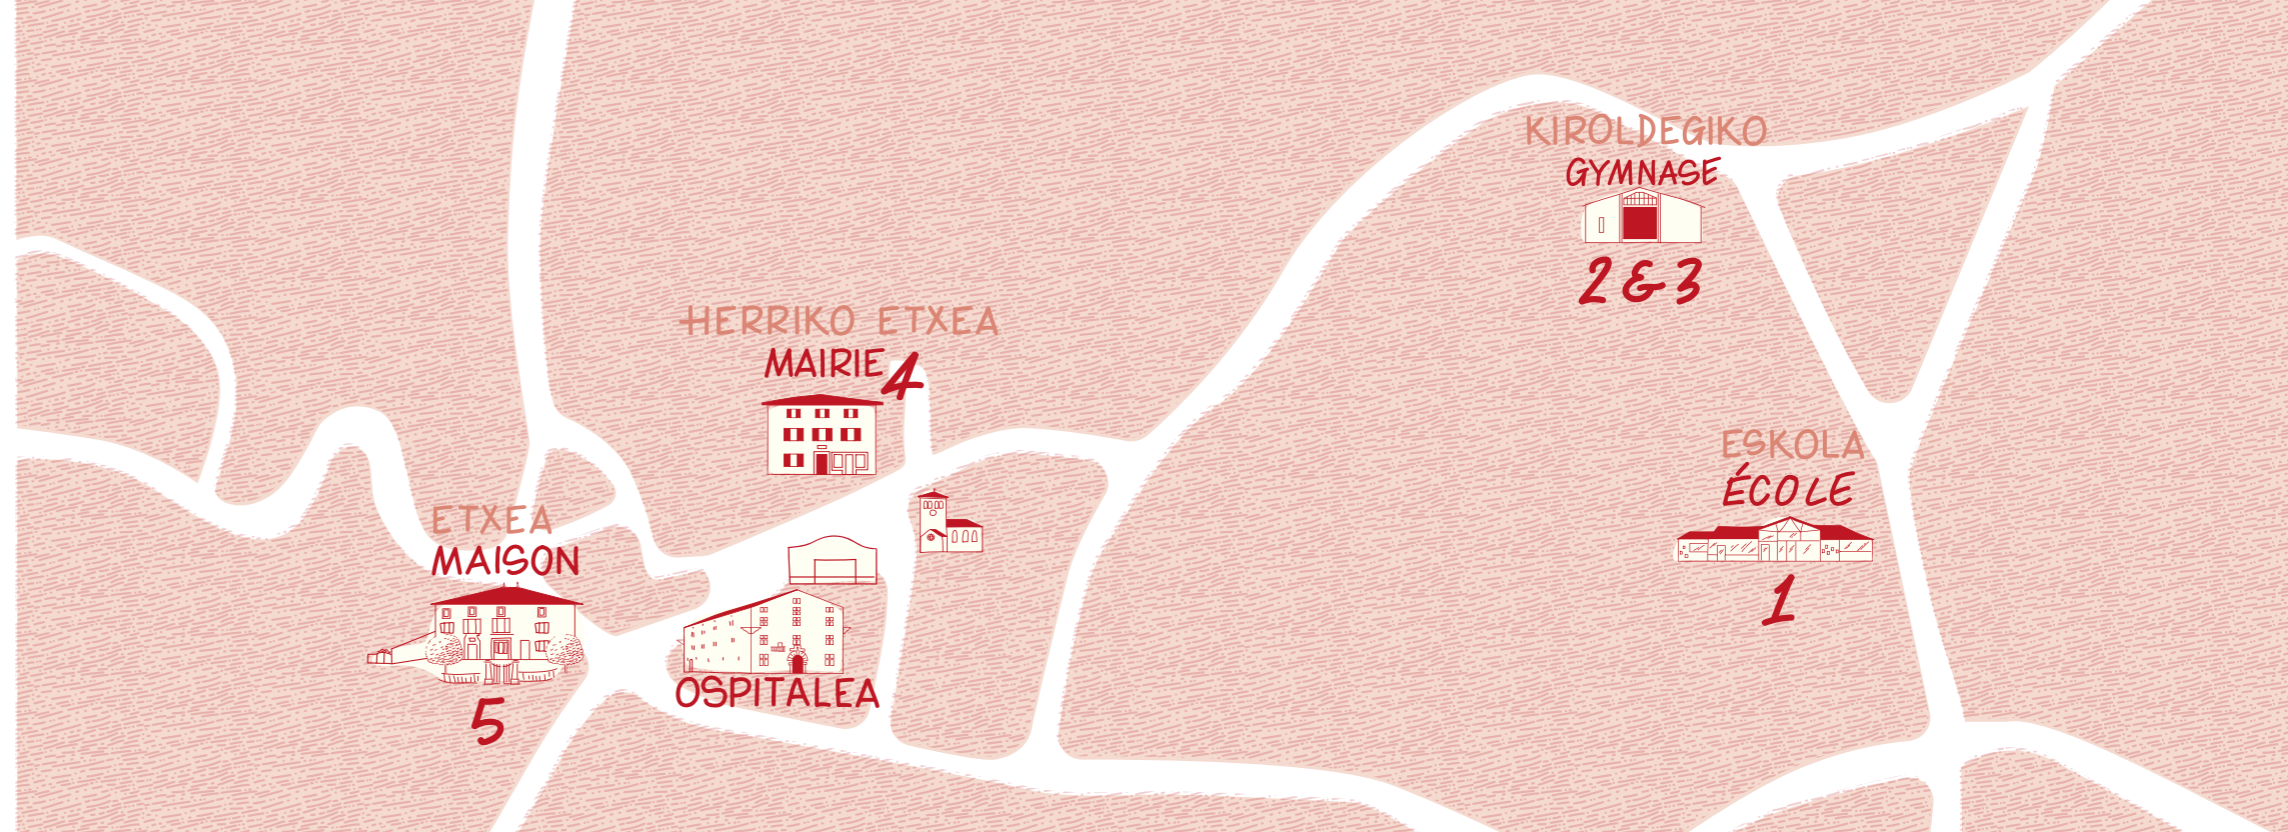 KIROLDEGIKO
GYMNASE
2 & 3
HERRIKO ETXEA
MAIRIE 4
ESKOLA
ÉCOLE
1
ETXEA
MAISON
5
OSPITALEA